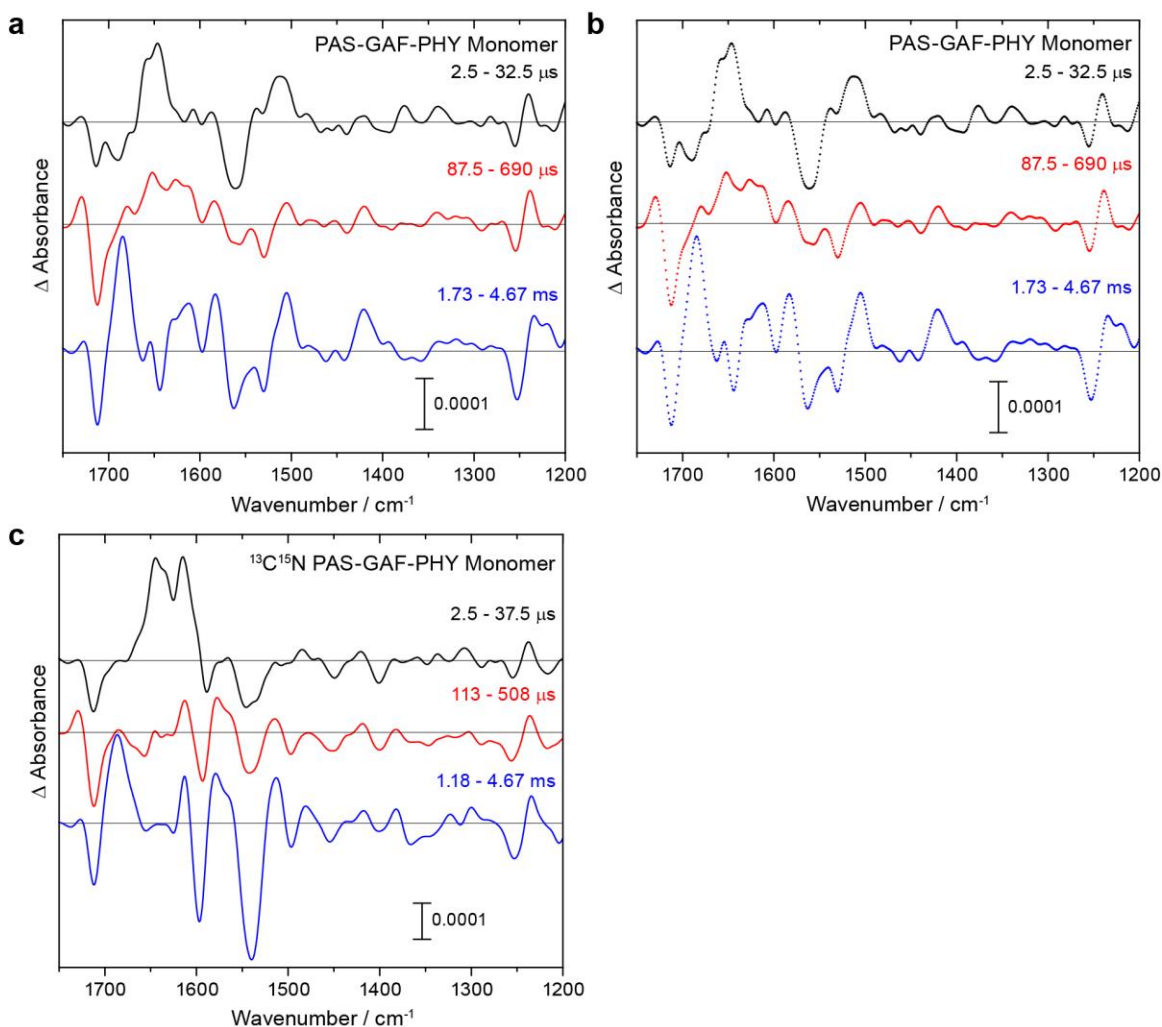 a
PAS-GAF-PHY Monomer
2.5 - 32.5 µs
87.5 - 690 µs
1.73 - 4.67 ms
0.0001
Δ Absorbance
1700 1600 1500 1400 1300 1200
Wavenumber / cm⁻¹
b
PAS-GAF-PHY Monomer
2.5 - 32.5 µs
87.5 - 690 µs
1.73 - 4.67 ms
0.0001
Δ Absorbance
1700 1600 1500 1400 1300 1200
Wavenumber / cm⁻¹
c
¹³C¹⁵N PAS-GAF-PHY Monomer
2.5 - 37.5 µs
113 - 508 µs
1.18 - 4.67 ms
0.0001
Δ Absorbance
1700 1600 1500 1400 1300 1200
Wavenumber / cm⁻¹